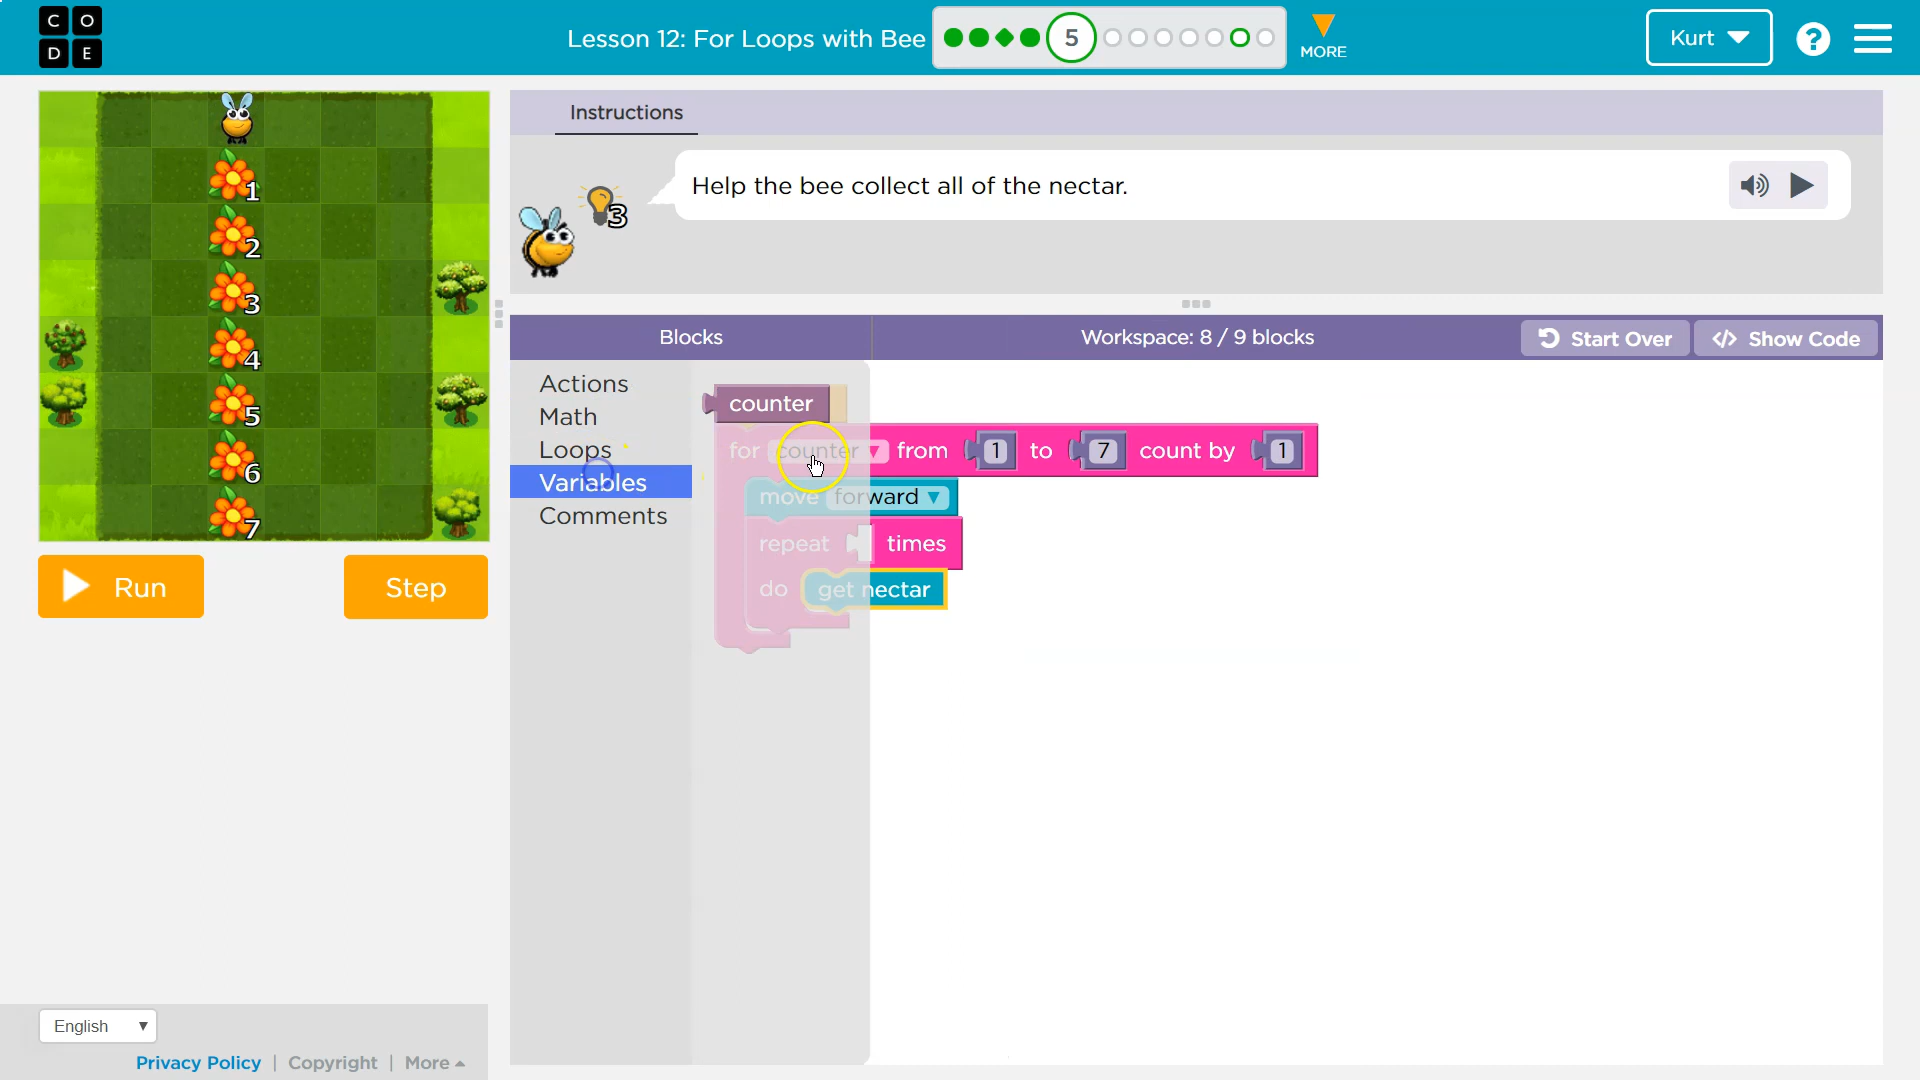 C O
D E
Lesson 12: For Loops with Bee
5
MORE
Kurt
?
Instructions
3
Help the bee collect all of the nectar.
1
2
3
4
5
6
7
Blocks
Workspace: 8 / 9 blocks
Start Over
</> Show Code
Actions
Math
Loops
Variables
Comments
counter
for counter from 1 to 7 count by 1
move forward
repeat times
do get nectar
Run
Step
English
Privacy Policy | Copyright | More